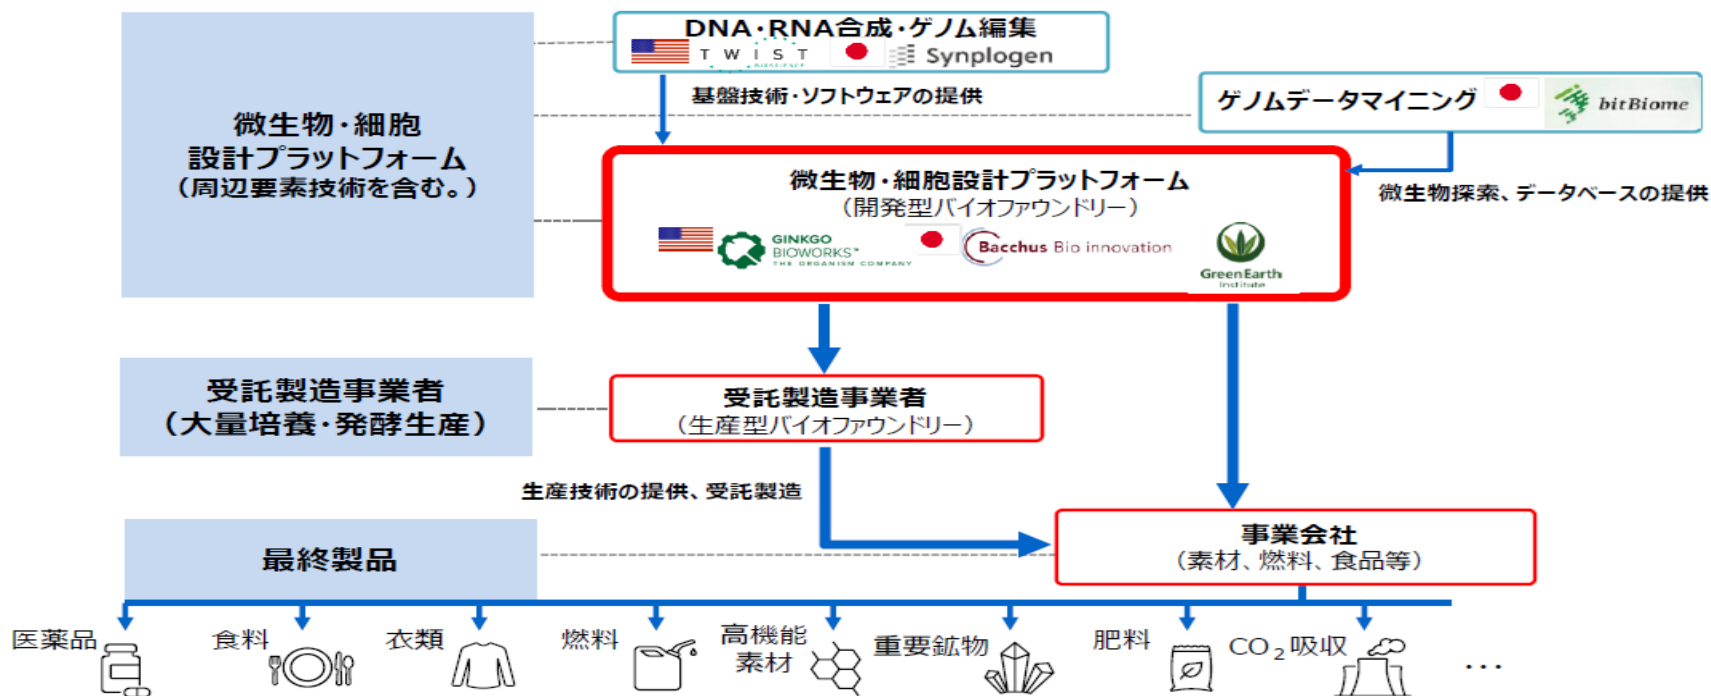 DNA・RNA合成・ゲノム編集
TWIST
BIOSCIENCE
Synplogen
基盤技術・ソフトウェアの提供
ゲノムデータマイニング
bitBiome
微生物・細胞
設計プラットフォーム
（周辺要素技術を含む。）
微生物・細胞設計プラットフォーム
（開発型バイオファウンドリー）
微生物探索、データベースの提供
GINKGO
BIOWORKS™
THE ORGANISM COMPANY
Bacchus Bio innovation
Green Earth
Institute
受託製造事業者
（大量培養・発酵生産）
受託製造事業者
（生産型バイオファウンドリー）
生産技術の提供、受託製造
最終製品
事業会社
（素材、燃料、食品等）
医薬品
食料
衣類
燃料
高機能
素材
重要鉱物
肥料
CO₂吸収
…